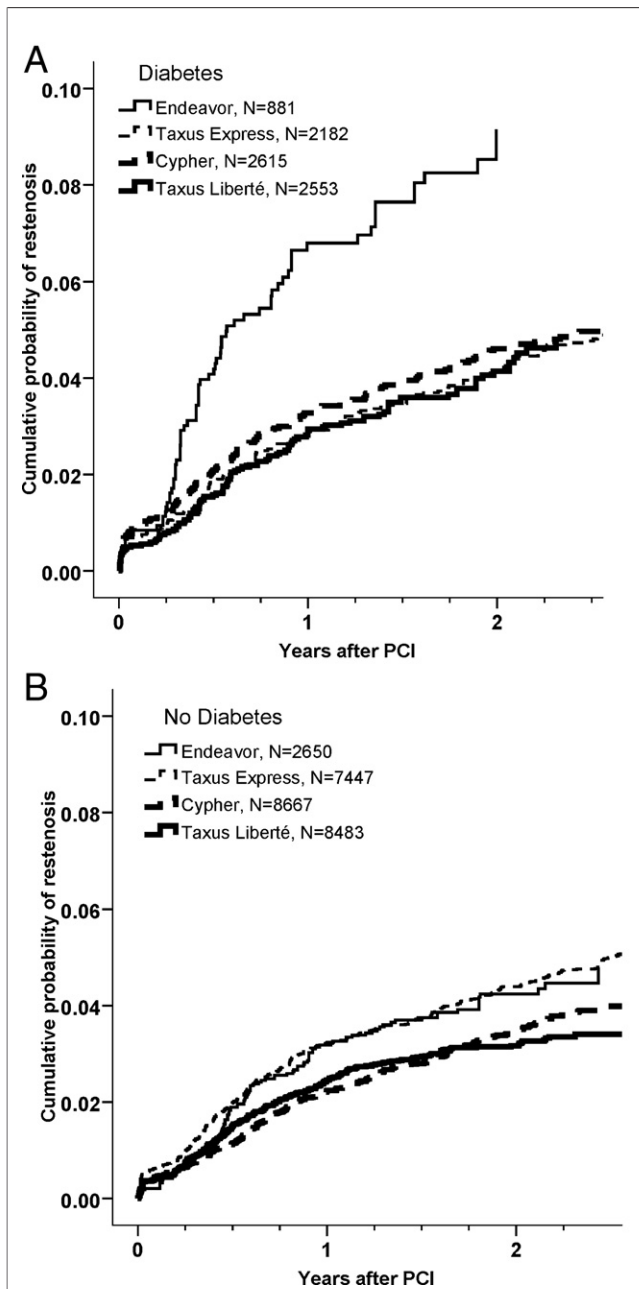 A
Diabetes
Endeavor, N=881
Taxus Express, N=2182
Cypher, N=2615
Taxus Liberté, N=2553
Cumulative probability of restenosis
0.10
0.08
0.06
0.04
0.02
0.00
0 1 2
Years after PCI
B
No Diabetes
Endeavor, N=2650
Taxus Express, N=7447
Cypher, N=8667
Taxus Liberté, N=8483
Cumulative probability of restenosis
0.10
0.08
0.06
0.04
0.02
0.00
0 1 2
Years after PCI